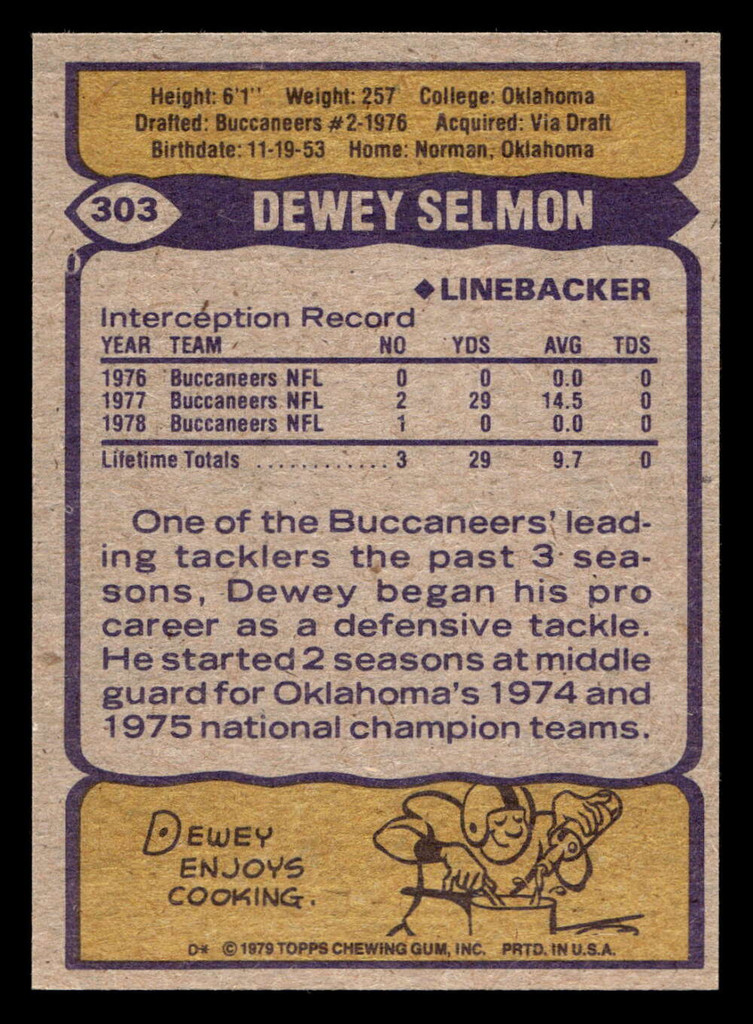 Height: 6'1" Weight: 257 College: Oklahoma
Drafted: Buccaneers #2-1976 Acquired: Via Draft
Birthdate: 11-19-53 Home: Norman, Oklahoma
303 DEWEY SELMON
◆LINEBACKER
Interception Record
YEAR TEAM NO YDS AVG TDS
1976 Buccaneers NFL 0 0 0.0 0
1977 Buccaneers NFL 2 29 14.5 0
1978 Buccaneers NFL 1 0 0.0 0
Lifetime Totals ............ 3 29 9.7 0
One of the Buccaneers' lead-
ing tacklers the past 3 sea-
sons, Dewey began his pro
career as a defensive tackle.
He started 2 seasons at middle
guard for Oklahoma's 1974 and
1975 national champion teams.
DEWEY
ENJOYS
COOKING.
D* © 1979 TOPPS CHEWING GUM, INC. PRTD. IN U.S.A.